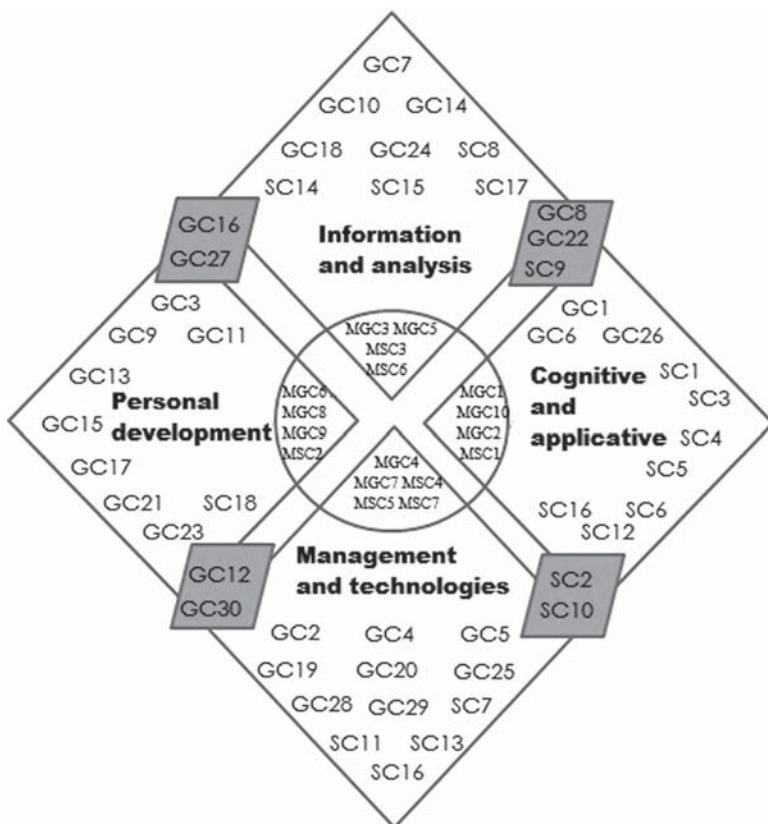 GC7
GC10 GC14
GC18 GC24 SC8
SC14 SC15 SC17
Information
and analysis
GC16
GC27
GC8
GC22
SC9
GC3
GC9 GC11
GC13
GC15
GC17
GC21 SC18
GC23
Personal
development
MGC3 MGC5
MSC3
MSC6
MGC6
MGC8
MGC9
MSC2
MGC1
MGC10
MGC2
MSC1
MGC4
MGC7 MSC4
MSC5 MSC7
GC1
GC6 GC26
SC1
SC3
Cognitive
and
applicative
SC4
SC5
SC16 SC6
SC12
GC12
GC30
Management
and technologies
SC2
SC10
GC2 GC4 GC5
GC19 GC20 GC25
GC28 GC29 SC7
SC11 SC13
SC16